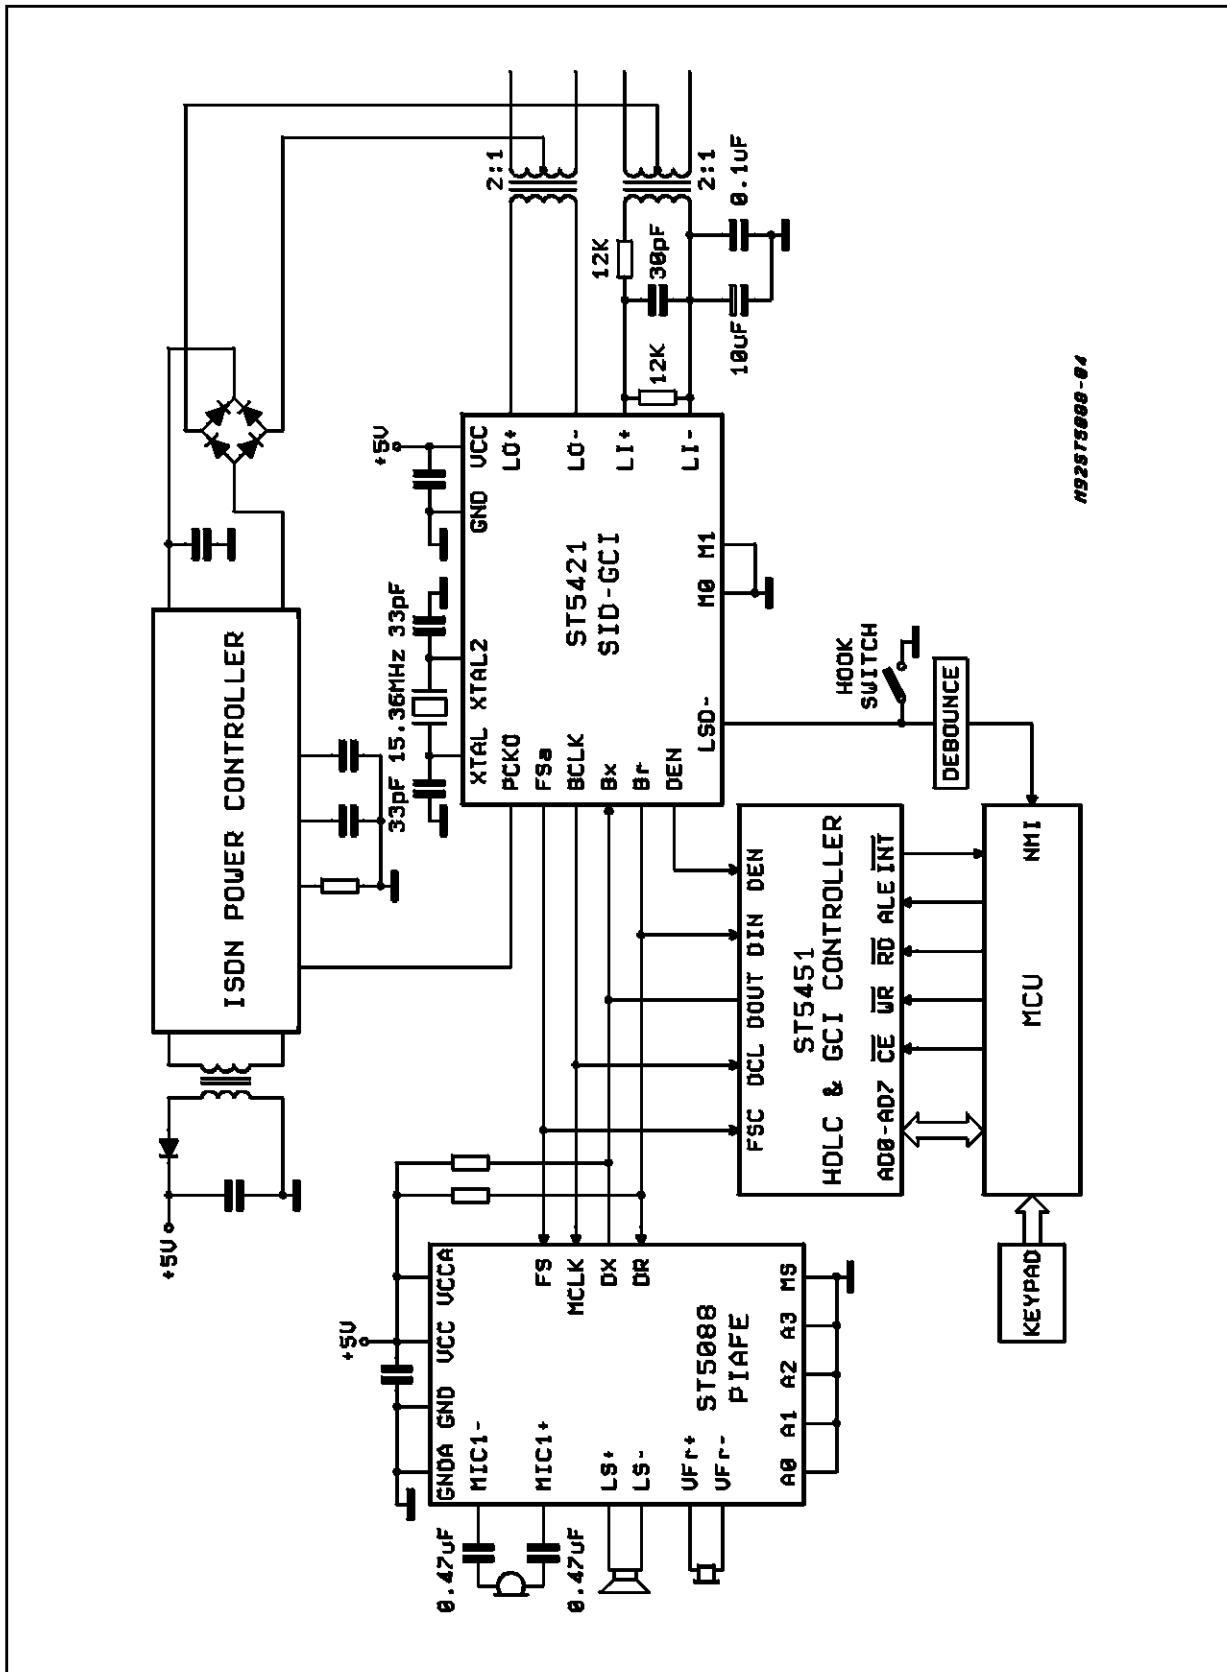 +5V
ISDN POWER CONTROLLER
2:1
2:1
12K
30pF
12K
10uF
0.1uF
+5V
33pF 15.36MHz 33pF
XTAL XTAL2 GND VCC
PCKO
FSa
BCLK
Bx
Br
DEN
ST5421
SID-GCI
LO+
LO-
LI+
LI-
LSD- M0 M1
HOOK
SWITCH
DEBOUNCE
+5V
GNDA GND VCC VCCA
MIC1-
MIC1+
LS+
LS-
VFr+
VFr-
FS
MCLK
DX
DR
ST5088
PIAFE
A0 A1 A2 A3 MS
0.47uF
0.47uF
FSC DCL DOUT DIN DEN
ST5451
HDLC & GCI CONTROLLER
AD0-AD7 CE WR RD ALE INT
NMI
MCU
KEYPAD
M92ST5088-04